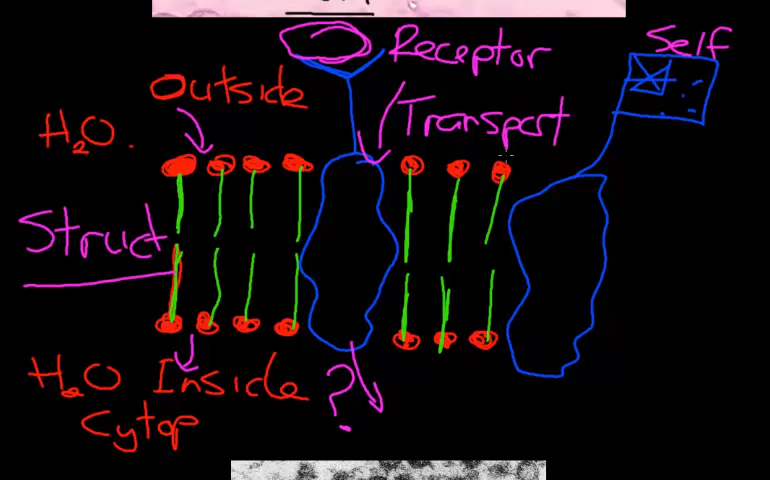 Self
Receptor
Outside
Transport
H₂O.
Struct
H₂O Inside
Cytop
?